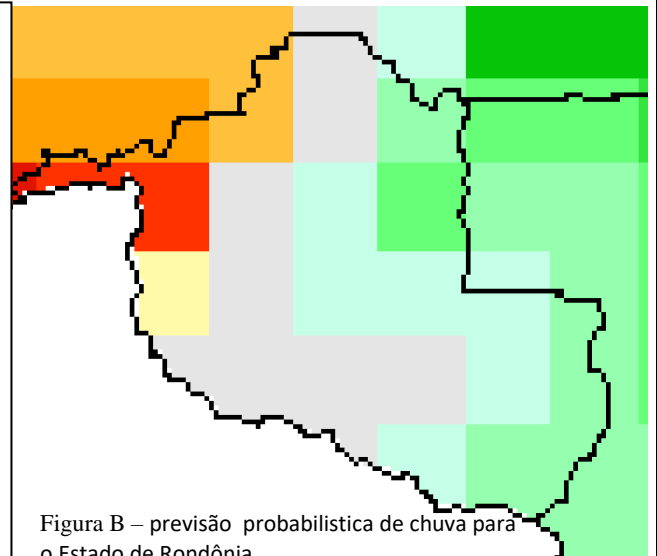 Figura B – previsão probabilistica de chuva para
o Estado de Rondônia